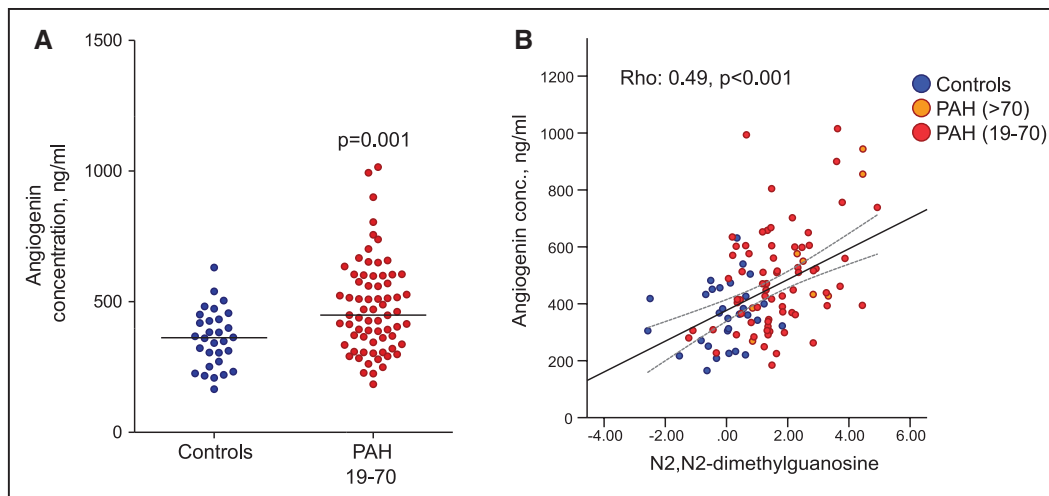 A
1500
1000
500
0
Angiogenin
concentration, ng/ml
p=0.001
Controls
PAH
19-70
B
Rho: 0.49, p<0.001
1200
1000
800
600
400
200
0
Angiogenin conc., ng/ml
-4.00
-2.00
.00
2.00
4.00
6.00
N2,N2-dimethylguanosine
Controls
PAH (>70)
PAH (19-70)